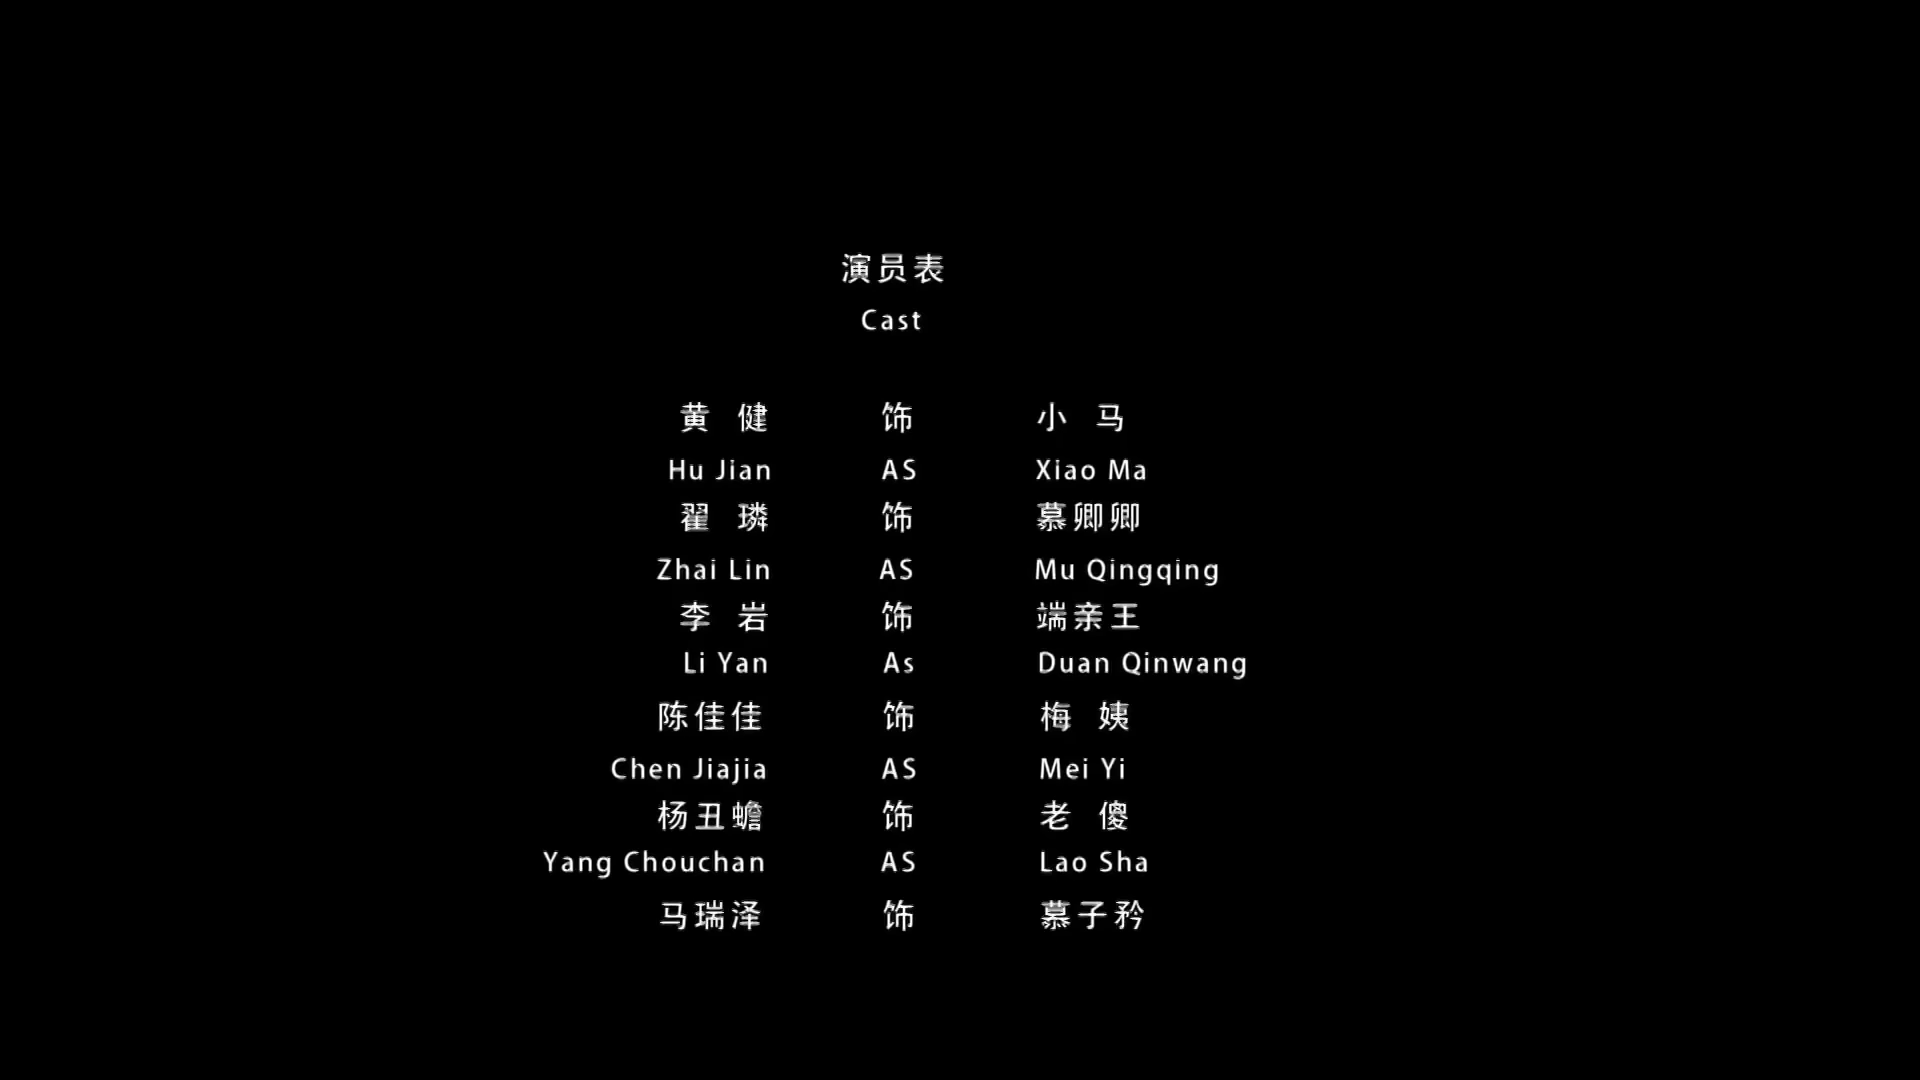 演员表
Cast
黄 健 饰 小 马
Hu Jian AS Xiao Ma
翟 璘 饰 慕卿卿
Zhai Lin AS Mu Qingqing
李 岩 饰 端亲王
Li Yan As Duan Qinwang
陈佳佳 饰 梅 姨
Chen Jiajia AS Mei Yi
杨丑蟾 饰 老 傻
Yang Chouchan AS Lao Sha
马瑞泽 饰 慕子矜